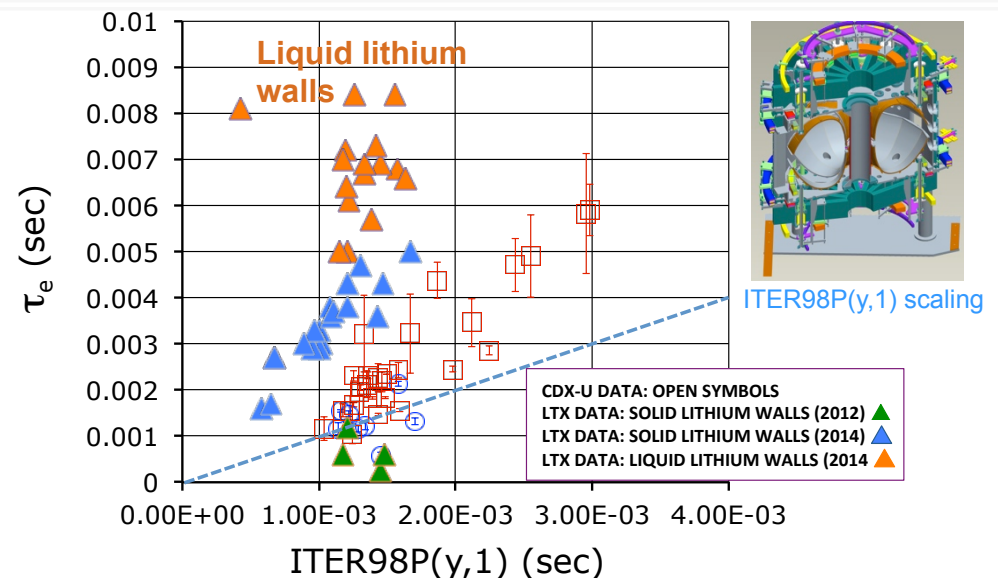 0.01
0.009
0.008
0.007
0.006
0.005
0.004
0.003
0.002
0.001
0
τe (sec)
Liquid lithium
walls
ITER98P(y,1) scaling
CDX-U DATA: OPEN SYMBOLS
LTX DATA: SOLID LITHIUM WALLS (2012)
LTX DATA: SOLID LITHIUM WALLS (2014)
LTX DATA: LIQUID LITHIUM WALLS (2014
0.00E+00 1.00E-03 2.00E-03 3.00E-03 4.00E-03
ITER98P(y,1) (sec)